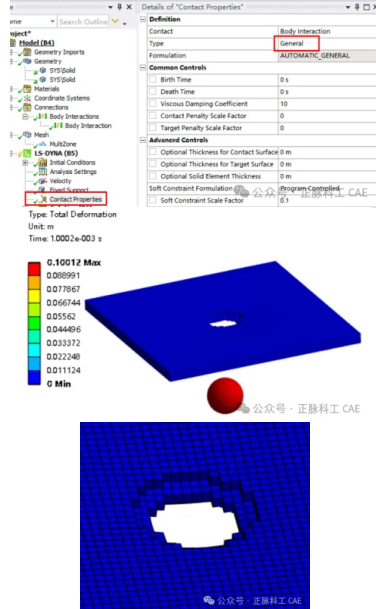 Search Outline
Details of "Contact Properties"
Model (B4)
Geometry Imports
Geometry
SYS\Solid
SYS\Solid
Materials
Coordinate Systems
Connections
Body Interactions
Body Interaction
Mesh
MultiZone
LS-DYNA (B5)
Initial Conditions
Analysis Settings
Velocity
Fixed Support
Contact Properties
Definition
Contact Body Interaction
Type General
Formulation AUTOMATIC_GENERAL
Common Controls
Birth Time 0 s
Death Time 0 s
Viscous Damping Coefficient 10
Contact Penalty Scale Factor 0
Target Penalty Scale Factor 0
Advanced Controls
Optional Thickness for Contact Surface 0 m
Optional Thickness for Target Surface 0 m
Optional Solid Element Thickness 0 m
Soft Constraint Formulation Program Controlled
Soft Constraint Scale Factor 0.1
公众号 · 正脉科工 CAE
Type: Total Deformation
Unit: m
Time: 1.0002e-003 s
0.10012 Max
0.088991
0.077867
0.066744
0.05562
0.044496
0.033372
0.022248
0.011124
0 Min
公众号 · 正脉科工 CAE
公众号 · 正脉科工 CAE